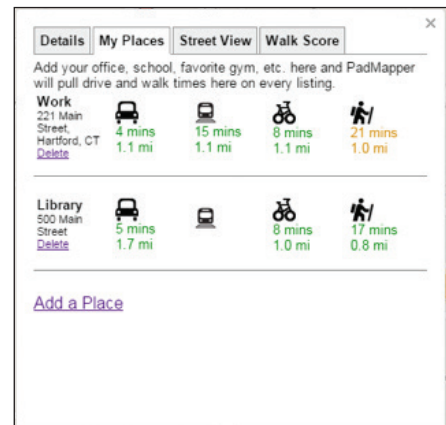 ×
Details My Places Street View Walk Score
Add your office, school, favorite gym, etc. here and PadMapper
will pull drive and walk times here on every listing.
Work
221 Main
Street,
Hartford, CT
Delete
4 mins 15 mins 8 mins 21 mins
1.1 mi 1.1 mi 1.1 mi 1.0 mi
Library
500 Main
Street
Delete
5 mins 8 mins 17 mins
1.7 mi 1.0 mi 0.8 mi
Add a Place